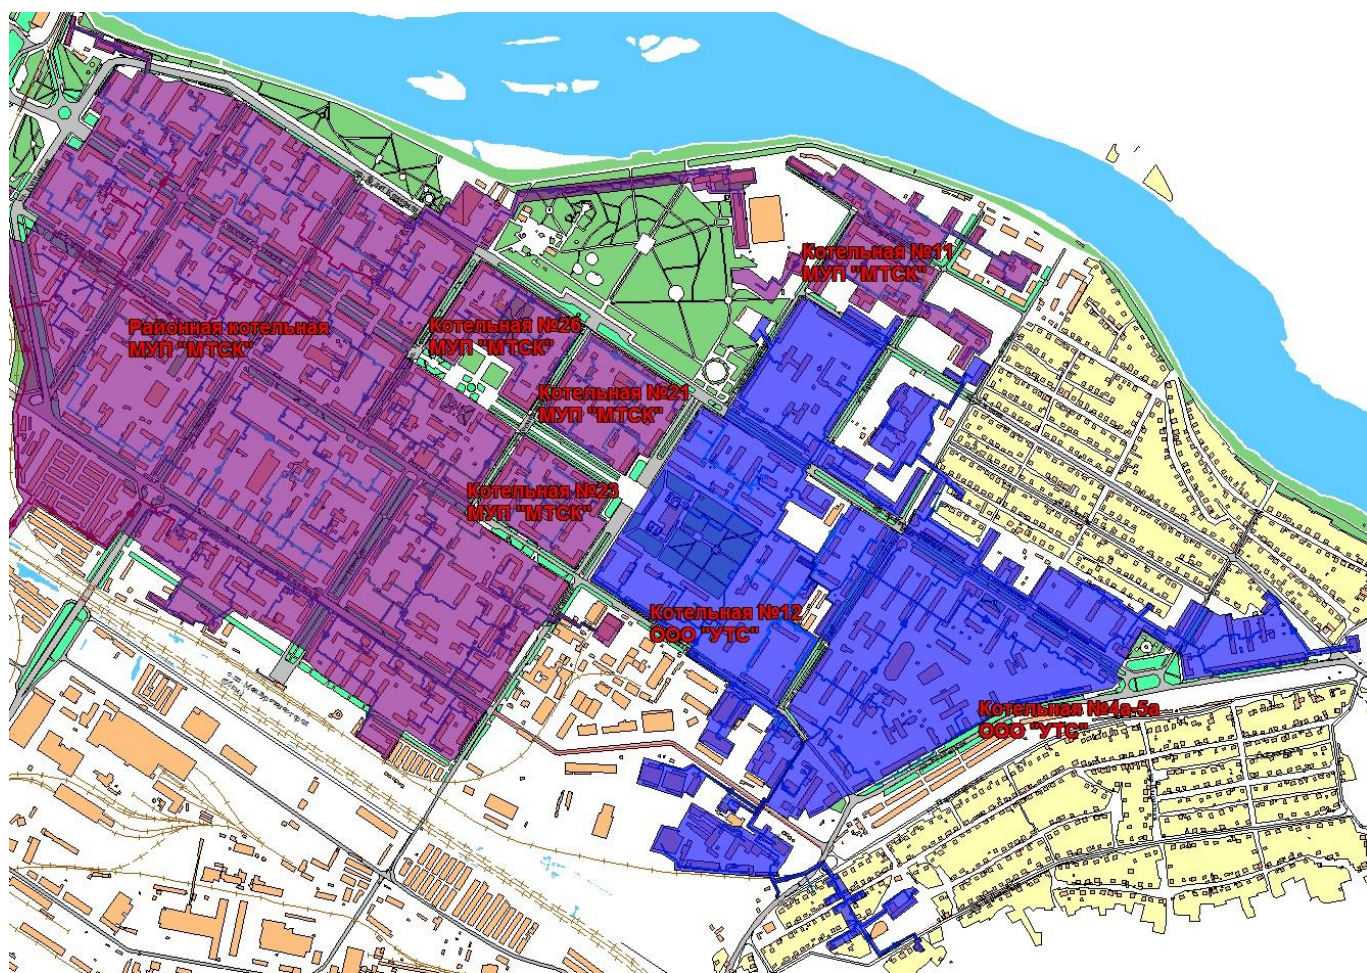 Котельная №11
МУП "МТСК"
Районная котельная
МУП "МТСК"
Котельная №26
МУП "МТСК"
Котельная №21
МУП "МТСК"
Котельная №23
МУП "МТСК"
Котельная №12
ООО "УТС"
Котельная №4а-5а
ООО "УТС"